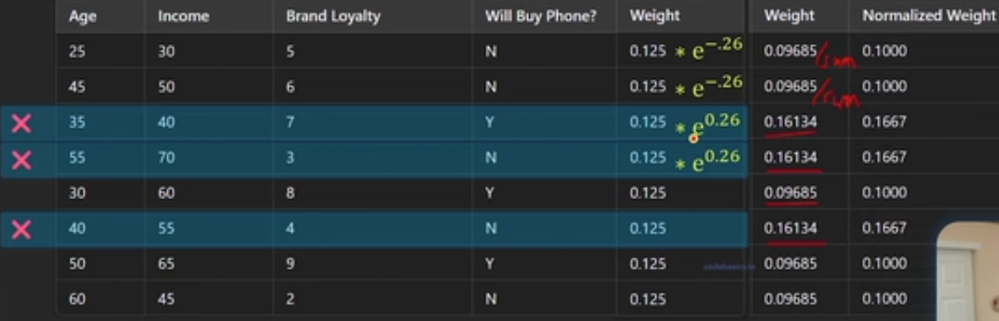 Age Income Brand Loyalty Will Buy Phone? Weight Weight Normalized Weight
25 30 5 N 0.125 * e^-.26 0.09685 /sum 0.1000
45 50 6 N 0.125 * e^-.26 0.09685 /sum 0.1000
35 40 7 Y 0.125 * e^0.26 0.16134 0.1667
55 70 3 N 0.125 * e^0.26 0.16134 0.1667
30 60 8 Y 0.125 0.09685 0.1000
40 55 4 N 0.125 0.16134 0.1667
50 65 9 Y 0.125 0.09685 0.1000
60 45 2 N 0.125 0.09685 0.1000